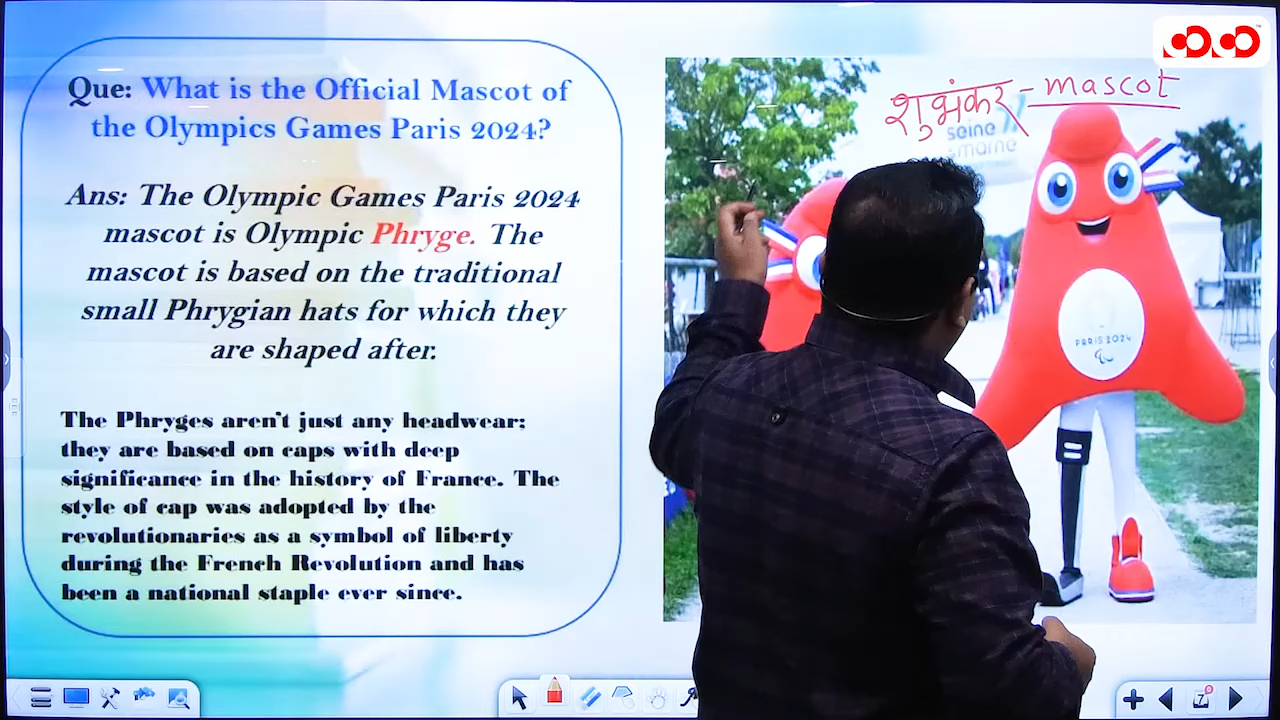 Que: What is the Official Mascot of
the Olympics Games Paris 2024?
Ans: The Olympic Games Paris 2024
mascot is Olympic Phryge. The
mascot is based on the traditional
small Phrygian hats for which they
are shaped after.
The Phryges aren't just any headwear;
they are based on caps with deep
significance in the history of France. The
style of cap was adopted by the
revolutionaries as a symbol of liberty
during the French Revolution and has
been a national staple ever since.
शुभंकर - mascot
seine
&marne
PARIS 2024
7